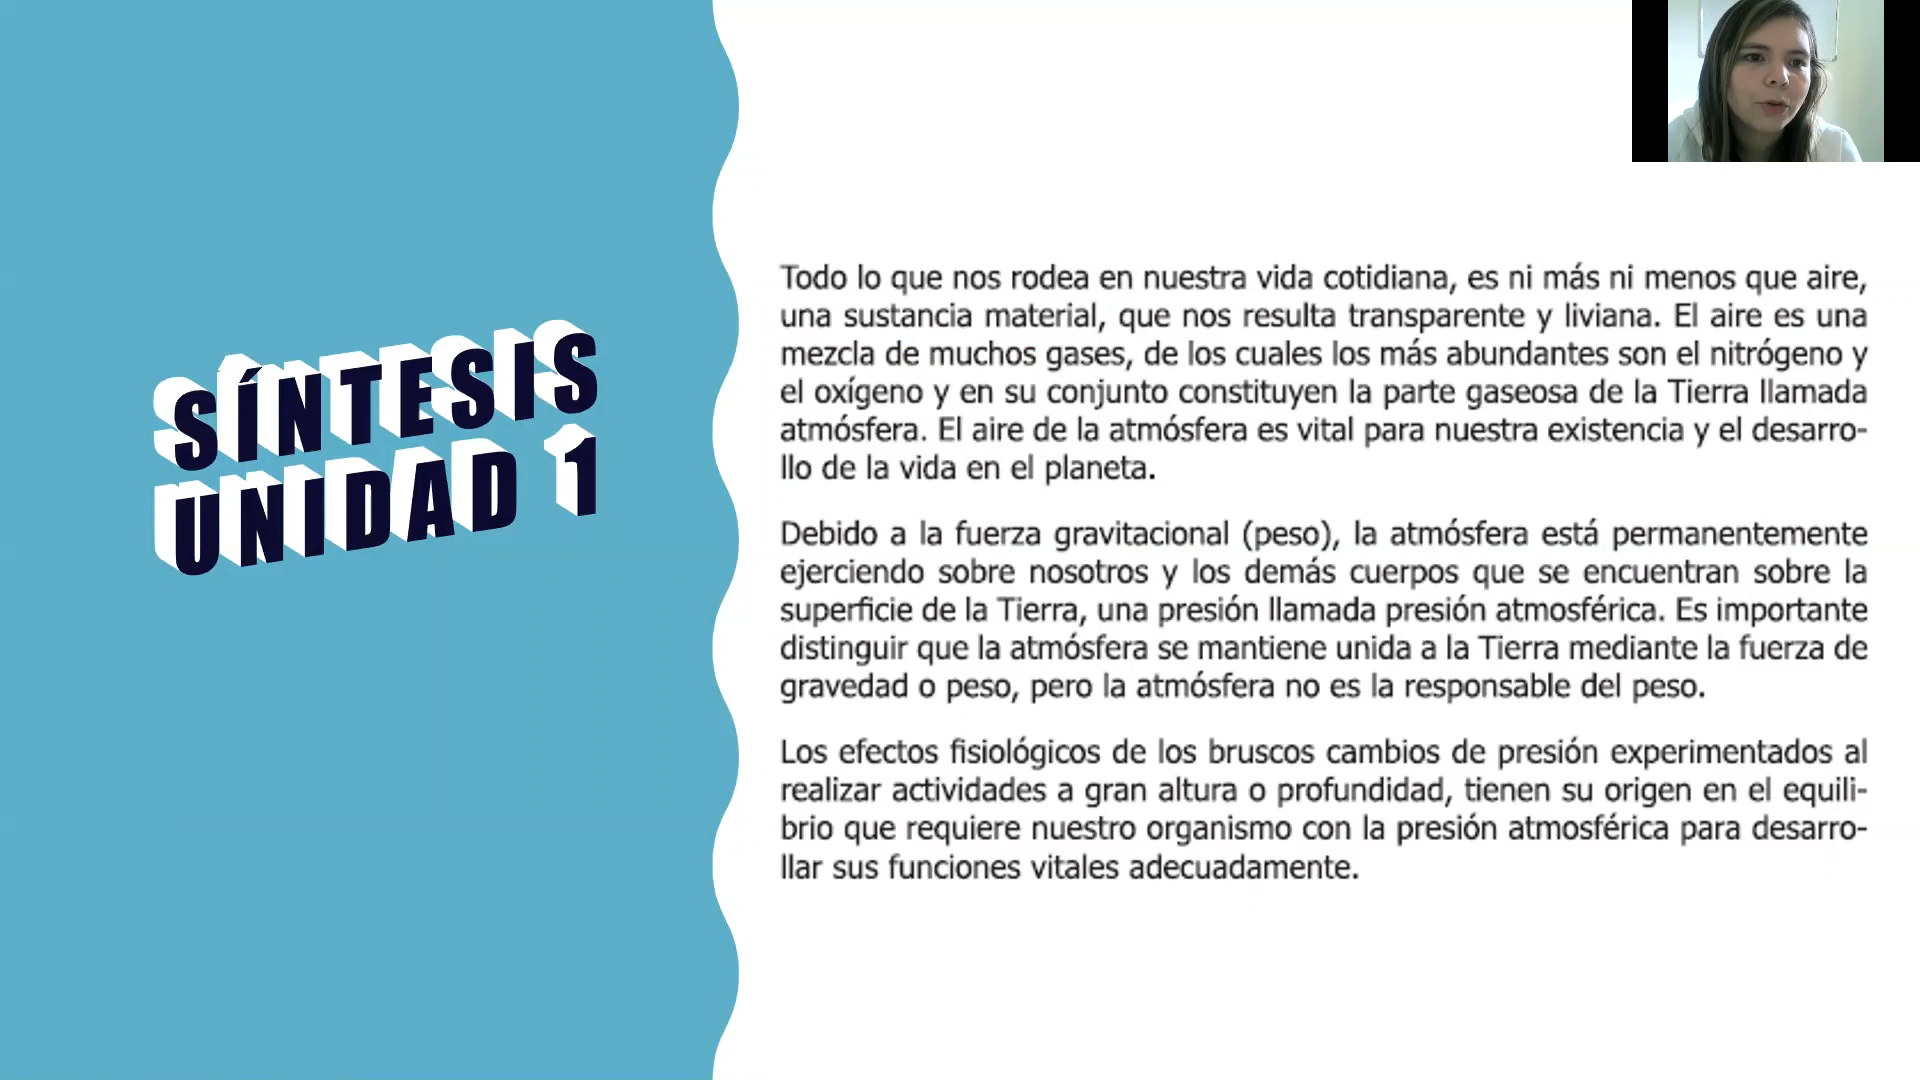 SÍNTESIS
UNIDAD 1
Todo lo que nos rodea en nuestra vida cotidiana, es ni más ni menos que aire,
una sustancia material, que nos resulta transparente y liviana. El aire es una
mezcla de muchos gases, de los cuales los más abundantes son el nitrógeno y
el oxígeno y en su conjunto constituyen la parte gaseosa de la Tierra llamada
atmósfera. El aire de la atmósfera es vital para nuestra existencia y el desarro-
llo de la vida en el planeta.
Debido a la fuerza gravitacional (peso), la atmósfera está permanentemente
ejerciendo sobre nosotros y los demás cuerpos que se encuentran sobre la
superficie de la Tierra, una presión llamada presión atmosférica. Es importante
distinguir que la atmósfera se mantiene unida a la Tierra mediante la fuerza de
gravedad o peso, pero la atmósfera no es la responsable del peso.
Los efectos fisiológicos de los bruscos cambios de presión experimentados al
realizar actividades a gran altura o profundidad, tienen su origen en el equili-
brio que requiere nuestro organismo con la presión atmosférica para desarro-
llar sus funciones vitales adecuadamente.